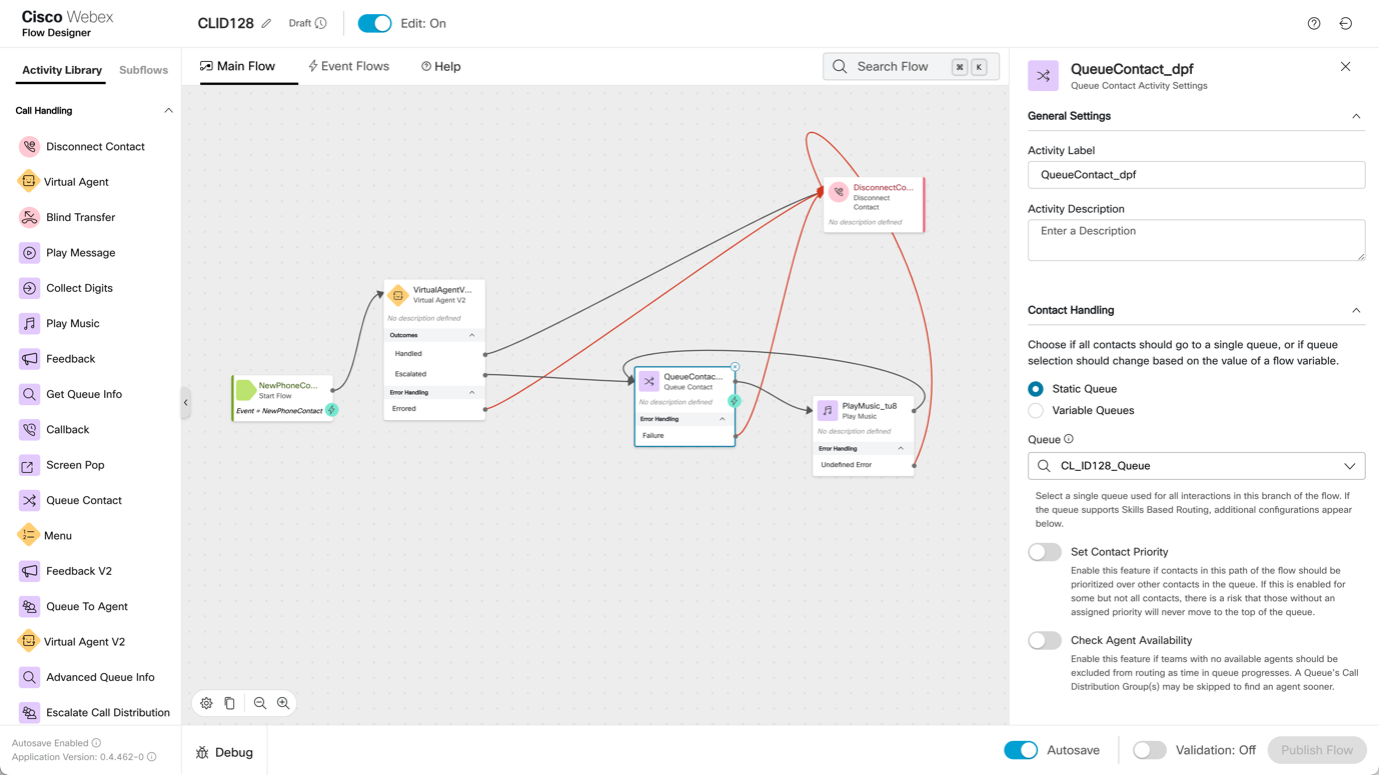 Cisco Webex
Flow Designer
CLID128
Draft
Edit: On
Activity Library
Subflows
Call Handling
Disconnect Contact
Virtual Agent
Blind Transfer
Play Message
Collect Digits
Play Music
Feedback
Get Queue Info
Callback
Screen Pop
Queue Contact
Menu
Feedback V2
Queue To Agent
Virtual Agent V2
Advanced Queue Info
Escalate Call Distribution
Autosave Enabled
Application Version: 0.4.462-0
Main Flow
Event Flows
Help
Search Flow
⌘
K
NewPhoneCo...
Start Flow
Event = NewPhoneContact
VirtualAgentV...
Virtual Agent V2
No description defined
Outcomes
Handled
Escalated
Error Handling
Errored
QueueContac...
Queue Contact
No description defined
Error Handling
Failure
PlayMusic_tu8
Play Music
No description defined
Error Handling
Undefined Error
DisconnectCo...
Disconnect
Contact
No description defined
Debug
QueueContact_dpf
Queue Contact Activity Settings
General Settings
Activity Label
QueueContact_dpf
Activity Description
Enter a Description
Contact Handling
Choose if all contacts should go to a single queue, or if queue
selection should change based on the value of a flow variable.
Static Queue
Variable Queues
Queue
CL_ID128_Queue
Select a single queue used for all interactions in this branch of the flow. If
the queue supports Skills Based Routing, additional configurations appear
below.
Set Contact Priority
Enable this feature if contacts in this path of the flow should be
prioritized over other contacts in the queue. If this is enabled for
some but not all contacts, there is a risk that those without an
assigned priority will never move to the top of the queue.
Check Agent Availability
Enable this feature if teams with no available agents should be
excluded from routing as time in queue progresses. A Queue's Call
Distribution Group(s) may be skipped to find an agent sooner.
Autosave
Validation: Off
Publish Flow